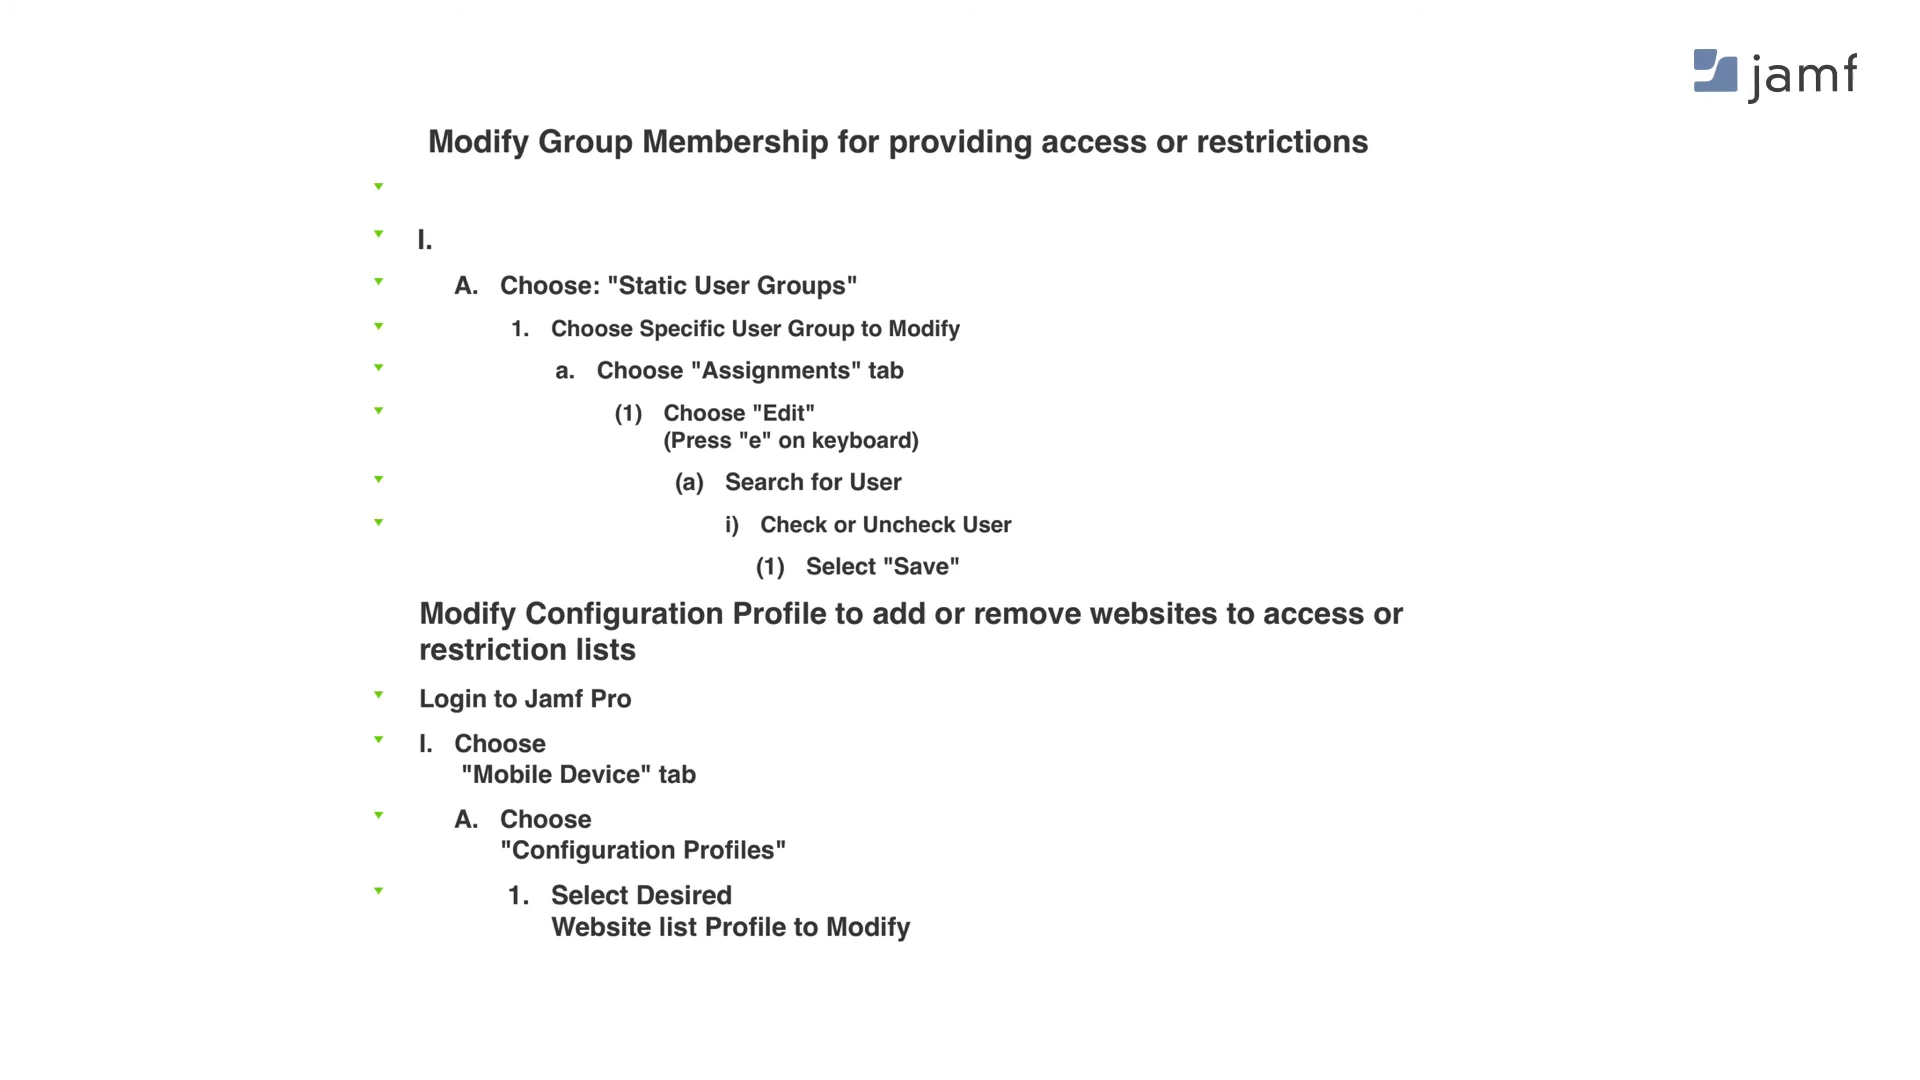 jamf
Modify Group Membership for providing access or restrictions
I.
A. Choose: "Static User Groups"
1. Choose Specific User Group to Modify
a. Choose "Assignments" tab
(1) Choose "Edit"
(Press "e" on keyboard)
(a) Search for User
i) Check or Uncheck User
(1) Select "Save"
Modify Configuration Profile to add or remove websites to access or
restriction lists
Login to Jamf Pro
I. Choose
"Mobile Device" tab
A. Choose
"Configuration Profiles"
1. Select Desired
Website list Profile to Modify